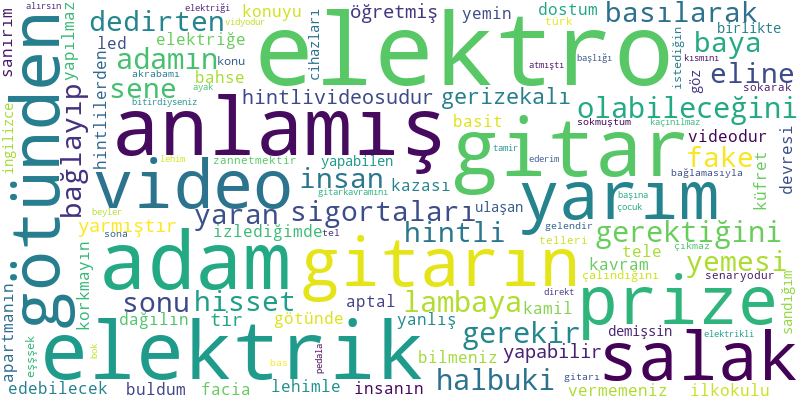 alırsın elektriği vidyodur konuyu öğretmiş yemin dostum türk basılarak
sanırım yapılmaz dedirten led elektriğe cihazları elektro atmıştı başlığı birlikte istediğin kısmını baya
adamın konu
akrabamı bahse göz eline
götünden bağlayıp hintlilerden bitirdiyseniz ayak sene hintlivideosudur gerizekalı sokmuştum kaçınılmaz sokarak olabileceğini
ingilizce anlamış basit tamir videodur
lenim zannetmektir yapabilen gitar ederim bağlamasıyla fake devresi
video insan gitarkavramını kazası yarım başına çocuk küfret
beyler yaran sigortaları ulaşan
yarmıştır izlediğimde hintli gelendir gerektiğini
korkmayın sona tel telleri tele çıkmaz
adam gitarın kavram senaryodur yemesi
apartmanın hisset lambaya çalındığını sandığım
sonu aptal kamil prize
dağılın tır götünde yanlış gerekir demişsin direkt elektrikli
eşşşek elektrik bok bas pedala bilmeniz yapabilir gitarı salak
edebilecek buldum facia lehimle insanın halbuki vermemeniz ilkokulu